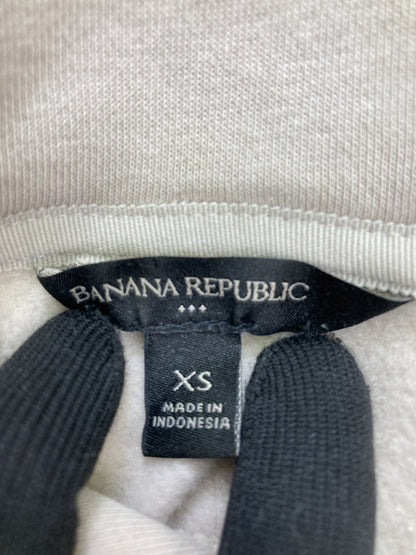 BANANA REPUBLIC
XS
MADE IN
INDONESIA